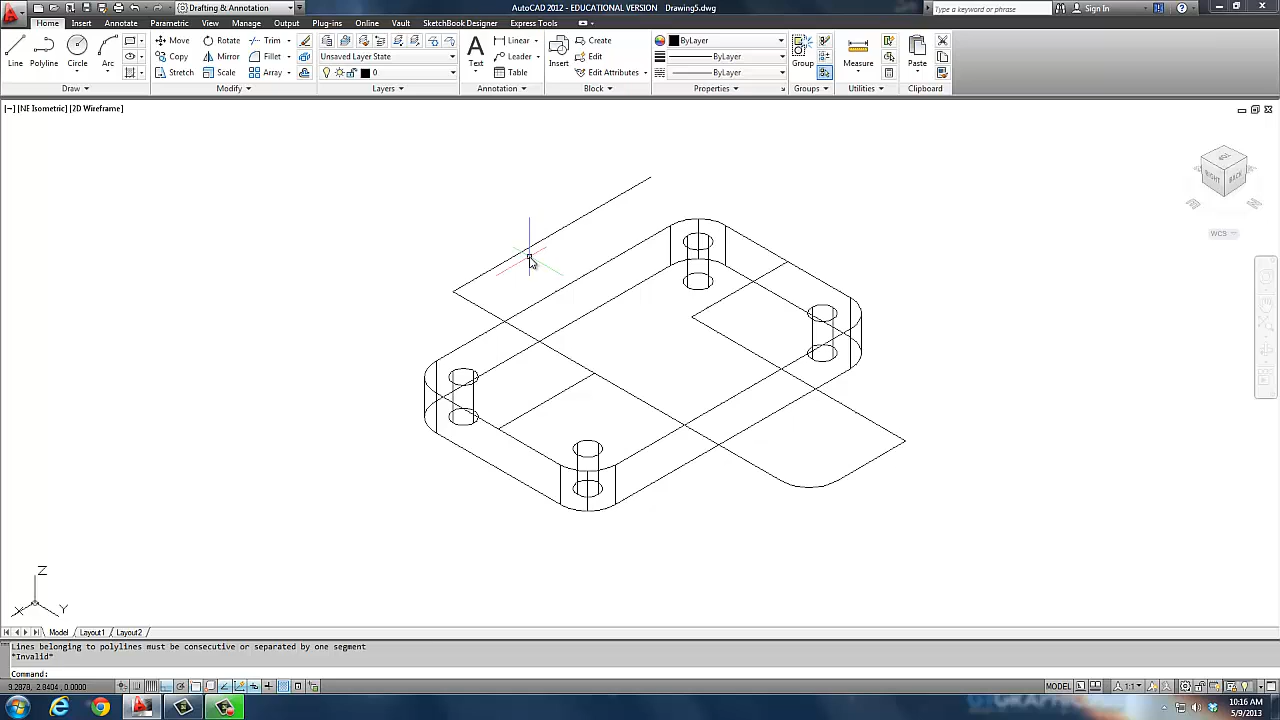 Drafting & Annotation
AutoCAD 2012 - EDUCATIONAL VERSION Drawing5.dwg
Type a keyword or phrase
Sign In
Home Insert Annotate Parametric View Manage Output Plug-ins Online Vault SketchBook Designer Express Tools
Line Polyline Circle Arc
Move Rotate Trim
Copy Mirror Fillet
Stretch Scale Array
Unsaved Layer State
0
Text
Linear
Leader
Table
Insert
Create
Edit
Edit Attributes
ByLayer
ByLayer
ByLayer
Group
Measure
Paste
Draw Modify Layers Annotation Block Properties Groups Utilities Clipboard
[−] [NE Isometric] [2D Wireframe]
TOP
RIGHT BACK
WCS
Z
X Y
Model Layout1 Layout2
Lines belonging to polylines must be consecutive or separated by one segment
*Invalid*
Command:
9.2878, 2.8404, 0.0000
MODEL
1:1
10:16 AM
5/9/2013